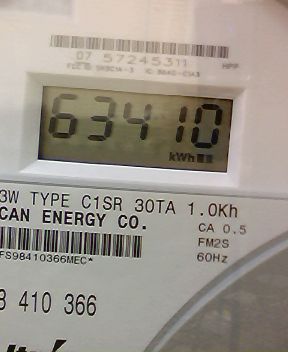 07 57245311 HPP
63410
kWh
3W TYPE C1SR 30TA 1.0Kh
CAN ENERGY CO. CA 0.5
FM2S
FS98410366MEC* 60Hz
3 410 366